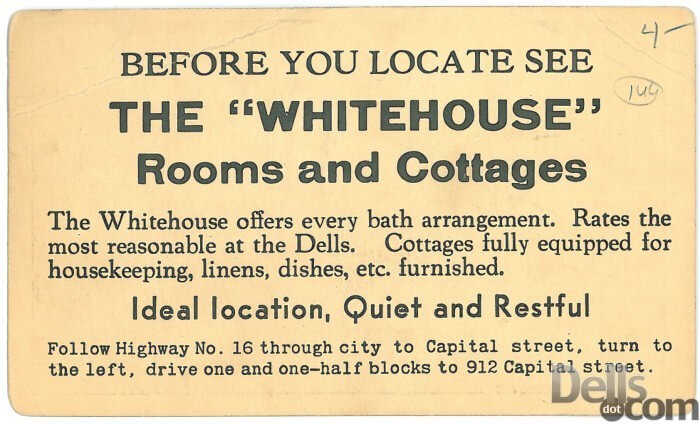 4-
BEFORE YOU LOCATE SEE
144
THE "WHITEHOUSE"
Rooms and Cottages
The Whitehouse offers every bath arrangement. Rates the
most reasonable at the Dells. Cottages fully equipped for
housekeeping, linens, dishes, etc. furnished.
Ideal location, Quiet and Restful
Follow Highway No. 16 through city to Capital street, turn to
the left, drive one and one-half blocks to 912 Capital street.
Dells
dot.com